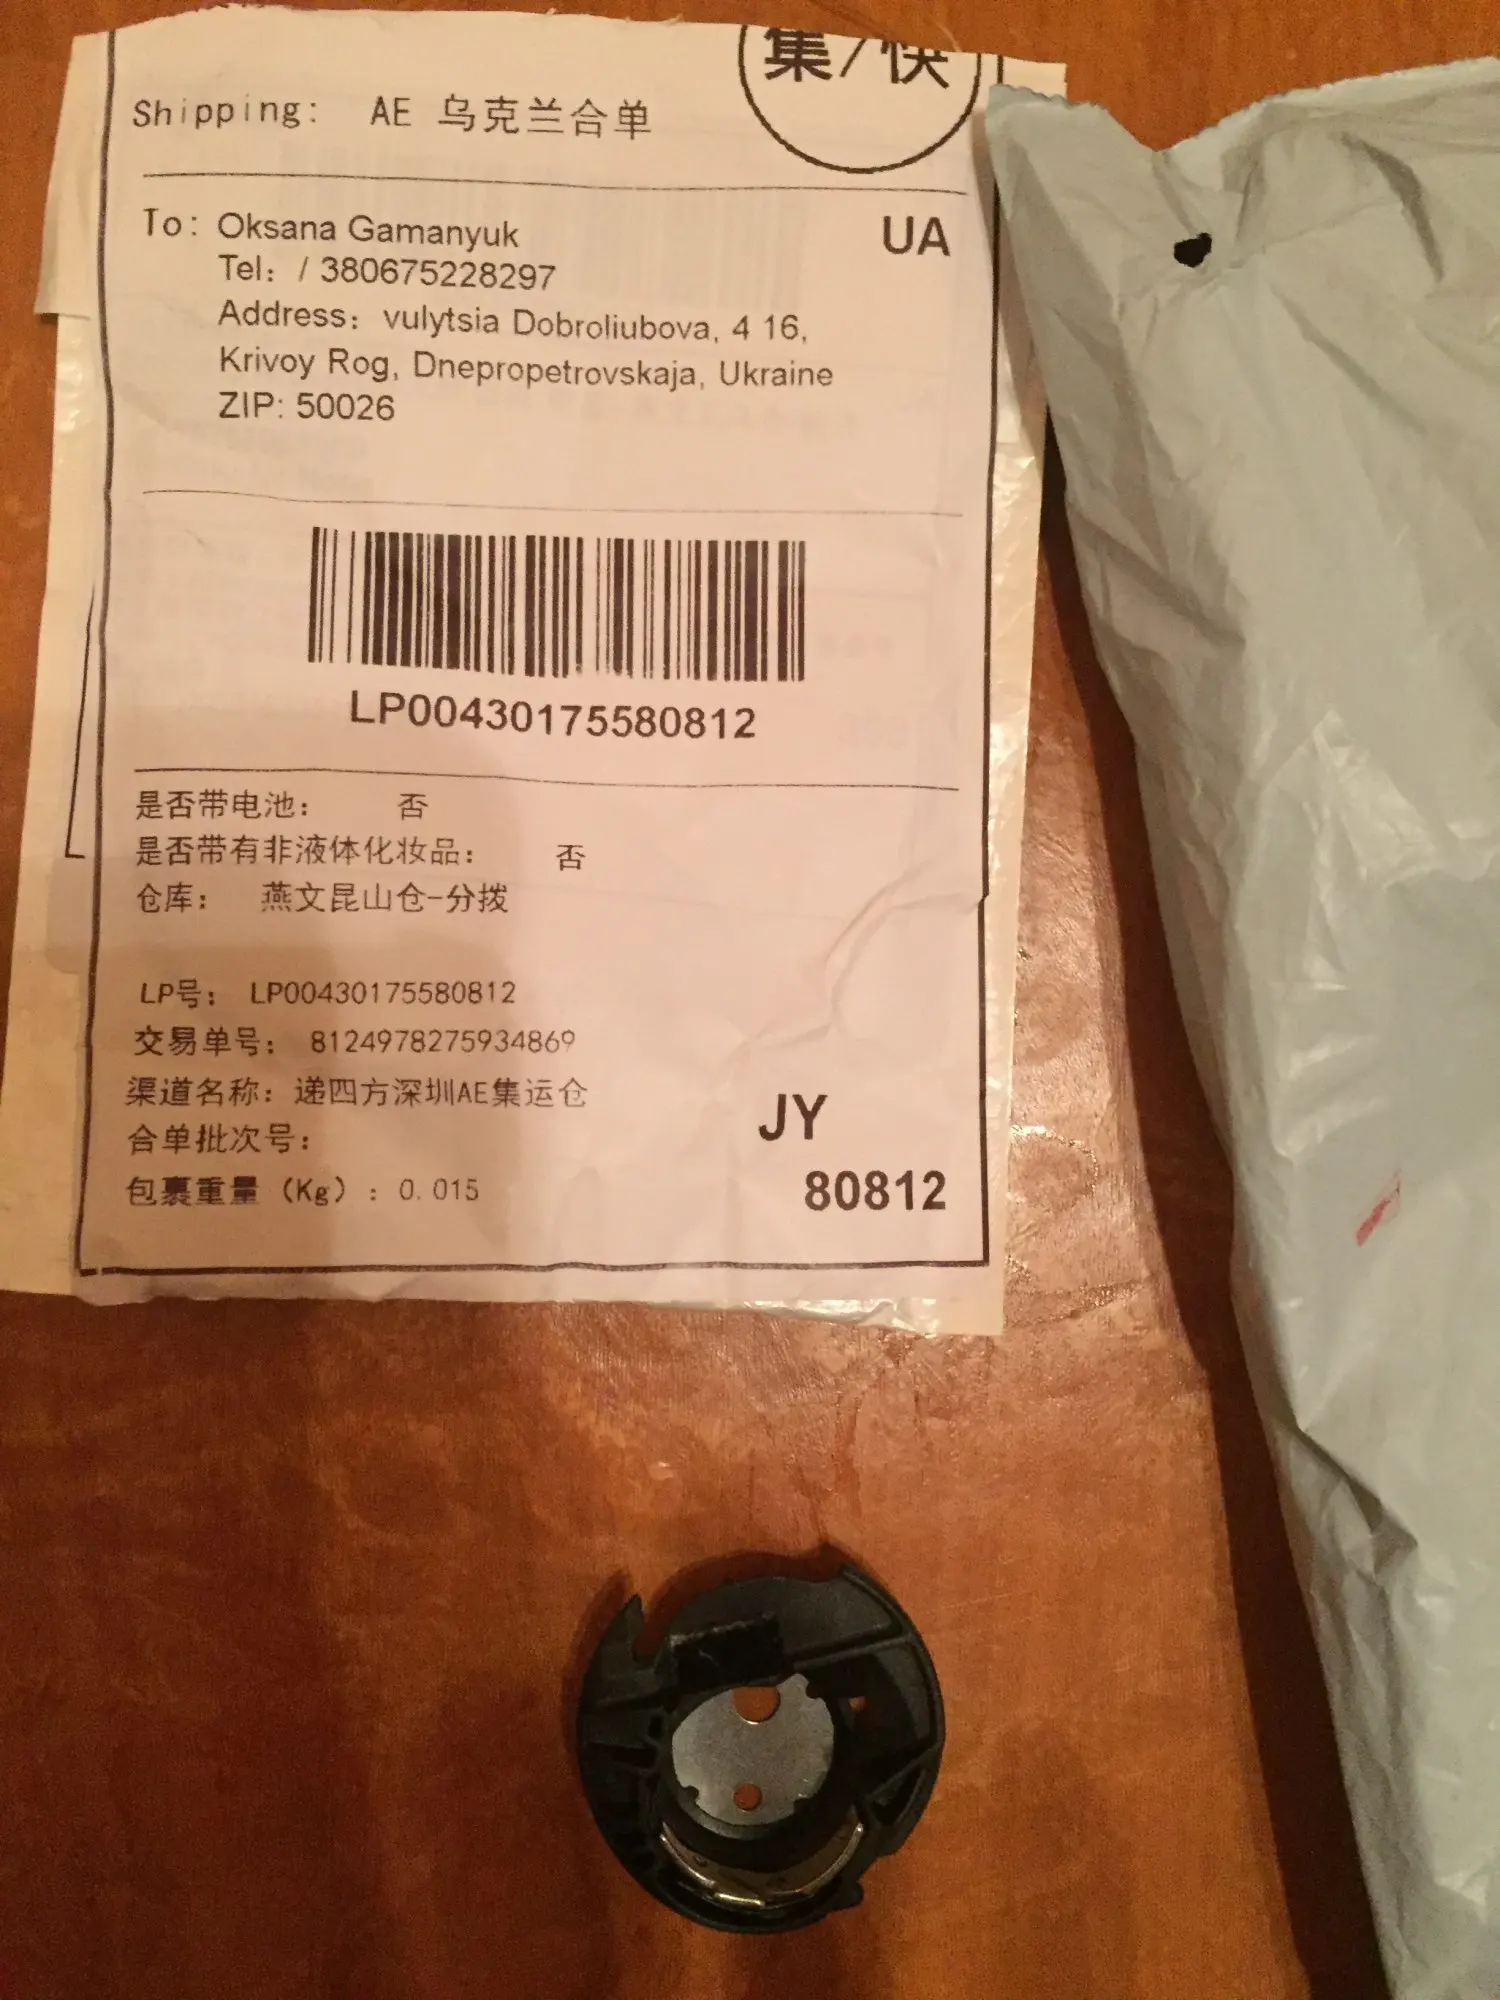 集/快
Shipping: AE 乌克兰合单
To: Oksana Gamanyuk
UA
Tel: / 380675228297
Address: vulytsia Dobroliubova, 4 16,
Krivoy Rog, Dnepropetrovskaja, Ukraine
ZIP: 50026
LP00430175580812
是否带电池: 否
是否带有非液体化妆品: 否
仓库: 燕文昆山仓-分拨
LP号: LP00430175580812
交易单号: 8124978275934869
渠道名称: 递四方深圳AE集运仓
合单批次号:
JY
包裹重量 (Kg) : 0.015
80812